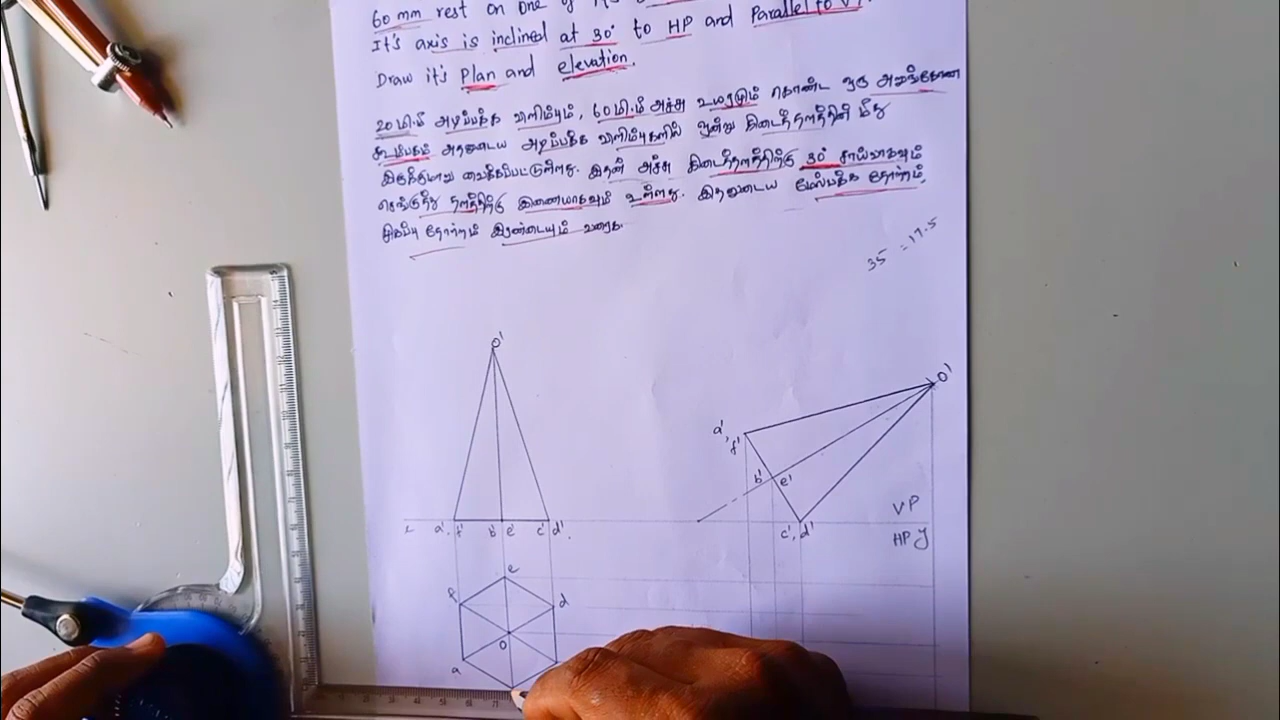 60 mm rest on One of
It's axis is inclined at 30° to HP and Parallel to VP.
Draw it's Plan and elevation.
20 மி.மீ அடிப்பக்க விளிம்பும், 60 மி.மீ அச்சு உயரமும் கொண்ட ஒரு அறுங்கோண
கூம்பகம் அதனுடைய அடிப்பக்க விளிம்புகளில் ஒன்று கிடைத்தளத்தின் மீது
இருக்குமாறு வைக்கப்பட்டுள்ளது. இதன் அச்சு கிடைத்தளத்திற்கு 30° சாய்வாகவும்
செங்குத்து தளத்திற்கு இணையாகவும் உள்ளது. இதனுடைய மேல்பக்க தோற்றம்,
முகப்பு தோற்றம் இரண்டையும் வரைக.
35 = 17.5
o'
o'
a', f'
b' e'
VP
a', f' b' e' c' d'.
c', d'
HP
e
f
d
o
a